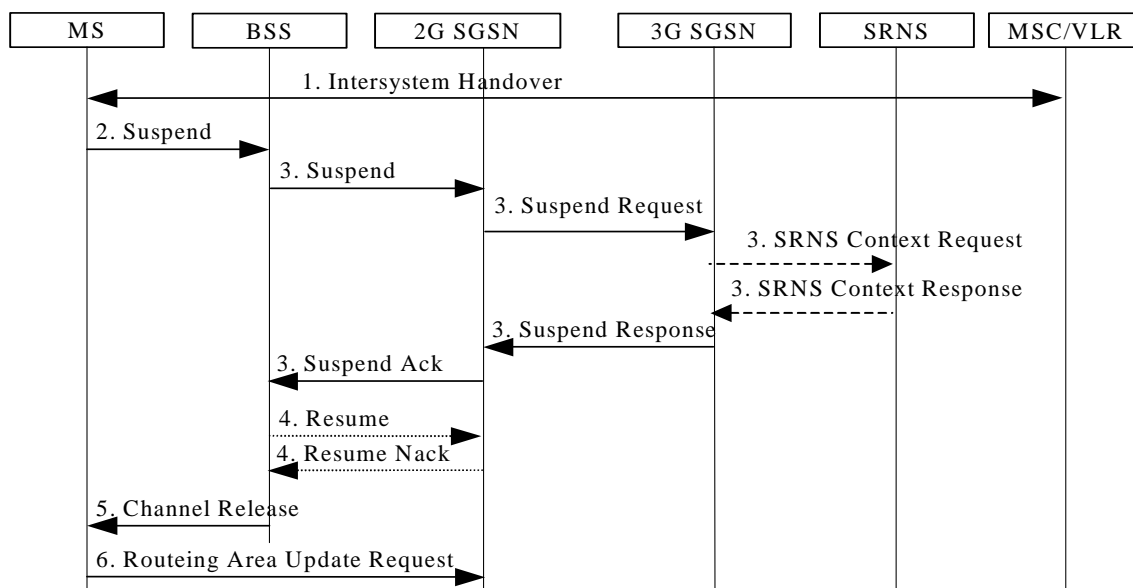 MS
BSS
2G SGSN
3G SGSN
SRNS
MSC/VLR
1. Intersystem Handover
2. Suspend
3. Suspend
3. Suspend Request
3. SRNS Context Request
3. SRNS Context Response
3. Suspend Response
3. Suspend Ack
4. Resume
4. Resume Nack
5. Channel Release
6. Routeing Area Update Request